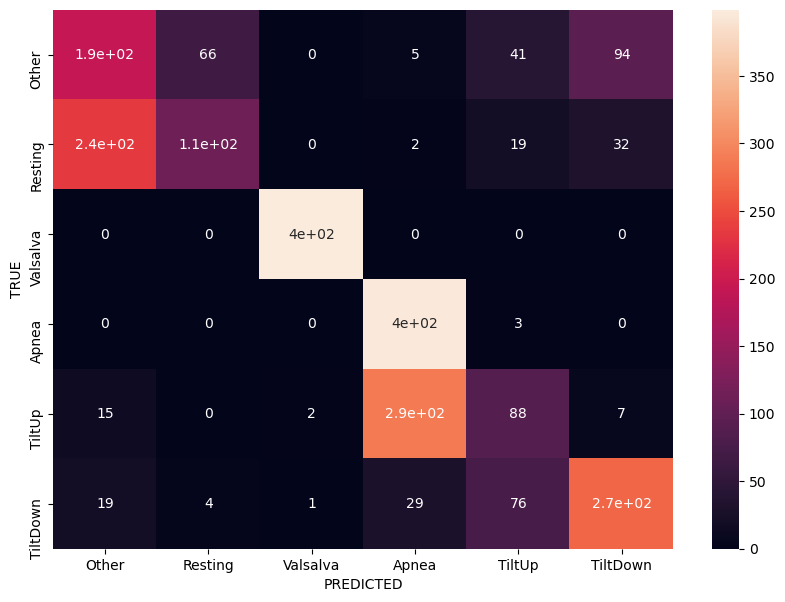 Other 1.9e+02 66 0 5 41 94
Resting 2.4e+02 1.1e+02 0 2 19 32
Valsalva 0 0 4e+02 0 0 0
Apnea 0 0 0 4e+02 3 0
TiltUp 15 0 2 2.9e+02 88 7
TiltDown 19 4 1 29 76 2.7e+02
TRUE
Other Resting Valsalva Apnea TiltUp TiltDown
PREDICTED
350
300
250
200
150
100
50
0